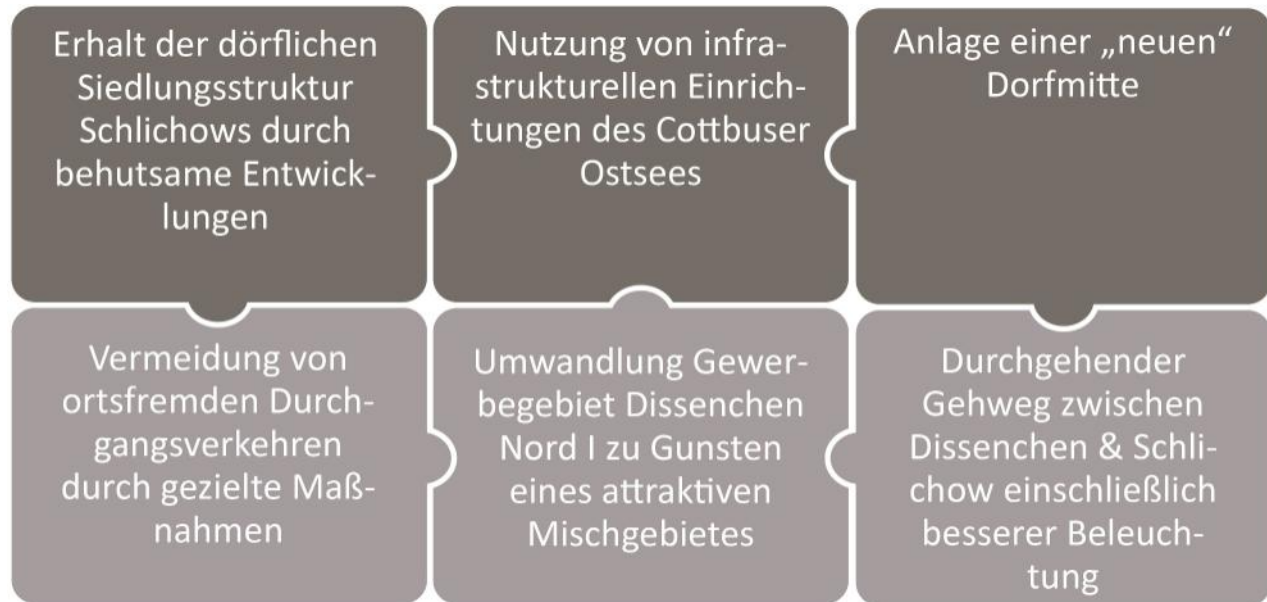 Erhalt der dörflichen
Siedlungsstruktur
Schlichows durch
behutsame Entwick-
lungen
Nutzung von infra-
strukturellen Einrich-
tungen des Cottbuser
Ostsees
Anlage einer „neuen“
Dorfmitte
Vermeidung von
ortsfremden Durch-
gangsverkehren
durch gezielte Maß-
nahmen
Umwandlung Gewer-
begebiet Dissenchen
Nord I zu Gunsten
eines attraktiven
Mischgebietes
Durchgehender
Gehweg zwischen
Dissenchen & Schli-
chow einschließlich
besserer Beleuch-
tung